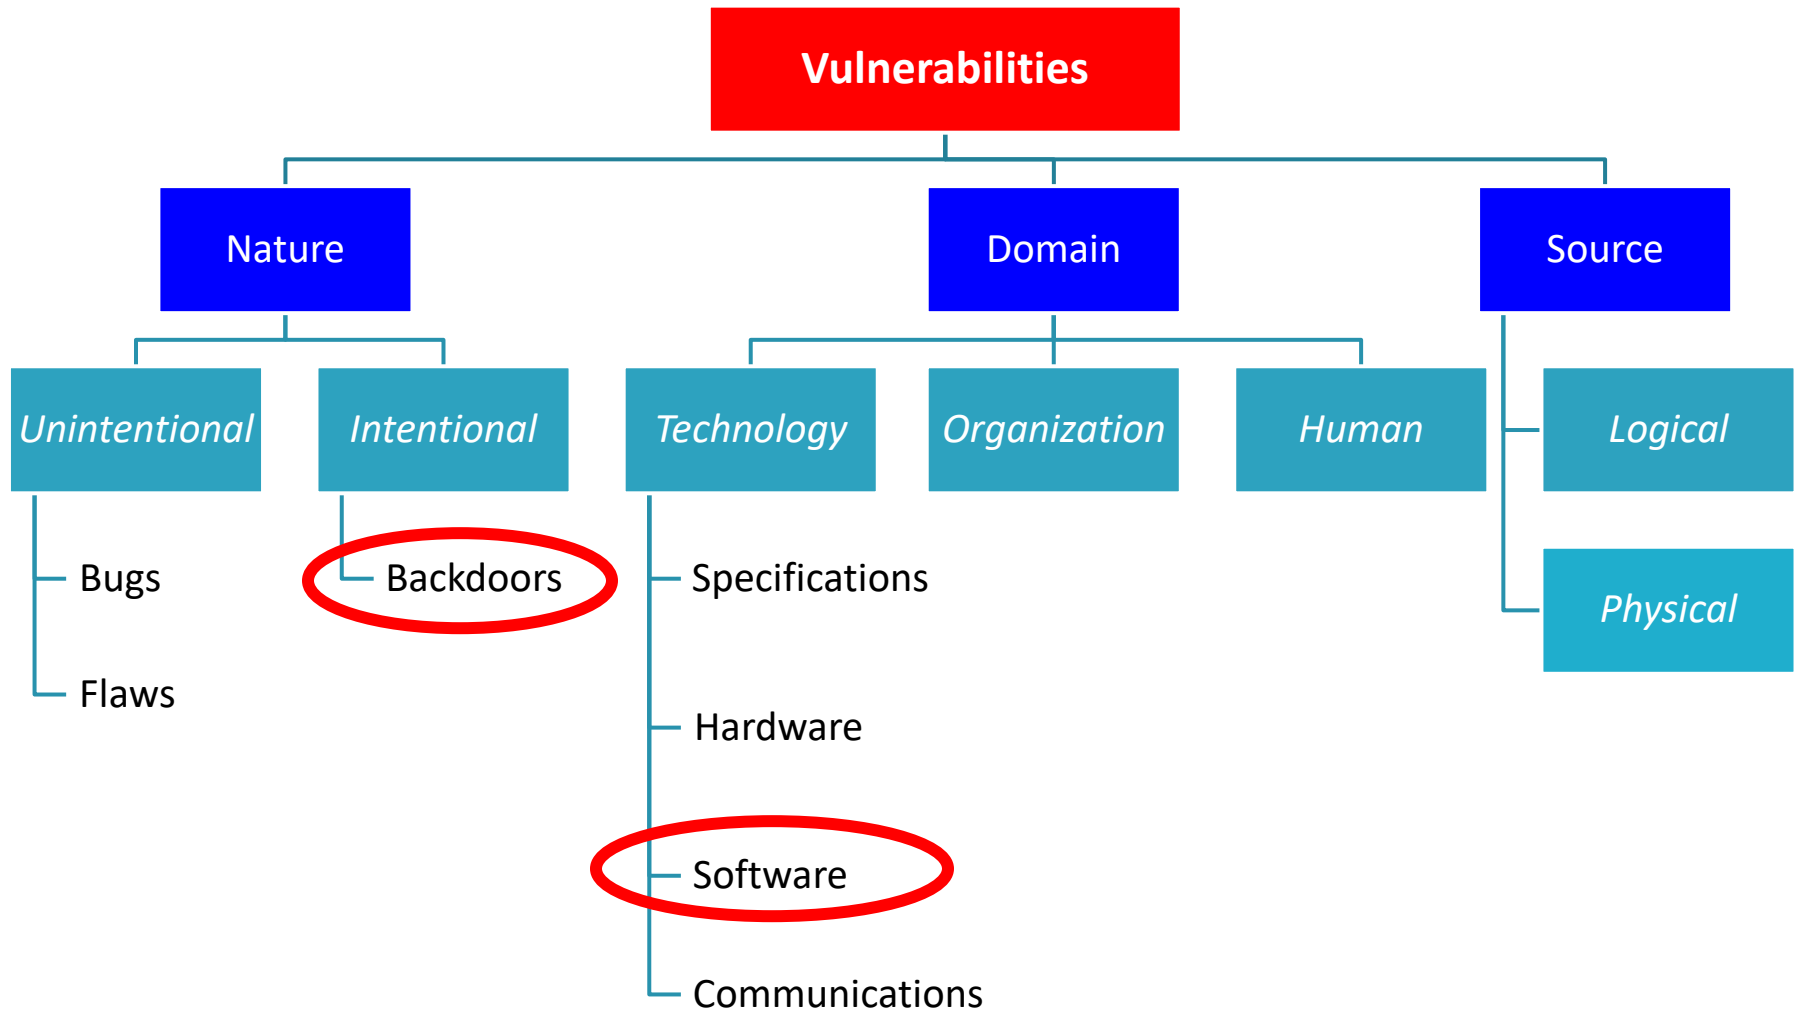 Vulnerabilities
Nature
Domain
Source
Unintentional
Intentional
Technology
Organization
Human
Logical
Bugs
Backdoors
Specifications
Physical
Flaws
Hardware
Software
Communications